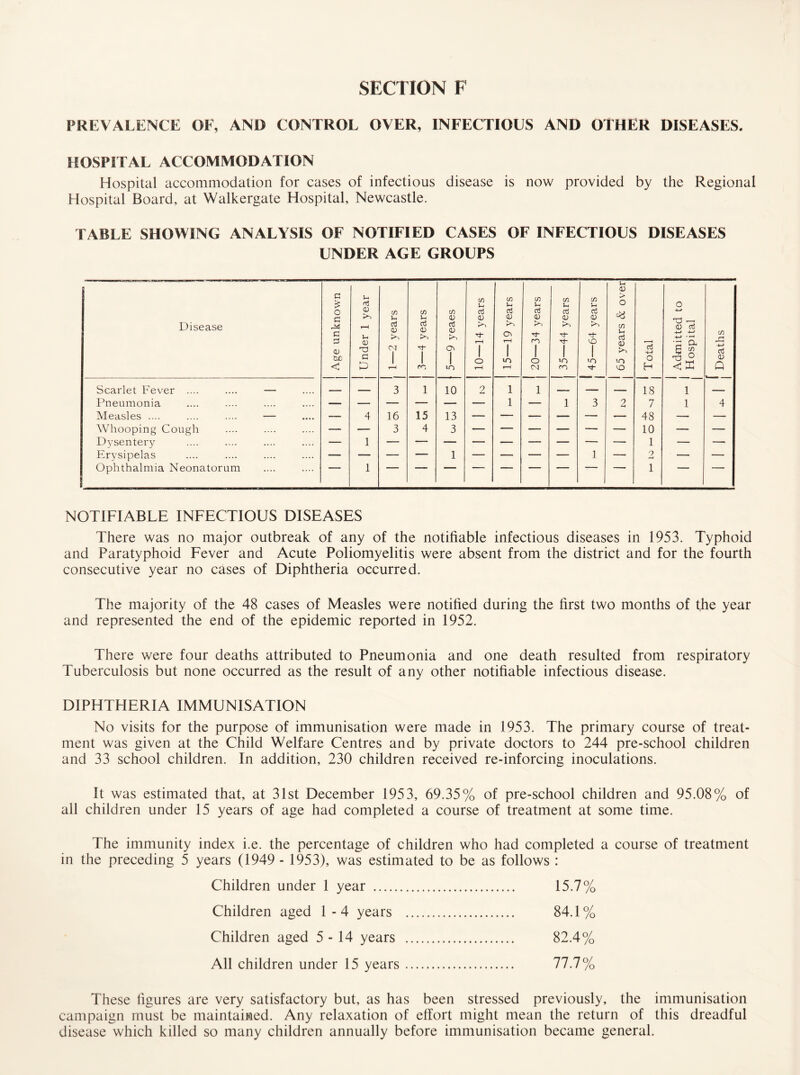 SECTION F
PREVALENCE OF, AND CONTROL OVER, INFECTIOUS AND OTHER DISEASES.
HOSPITAL ACCOMMODATION
Hospital accommodation for cases of infectious disease is now provided by the Regional
Hospital Board, at Walkergate Hospital, Newcastle.
TABLE SHOWING ANALYSIS OF NOTIFIED CASES OF INFECTIOUS DISEASES
UNDER AGE GROUPS
Disease | Age unknown | Under 1 year | 1—2 years | 3—4 years | 5—9 yeaes | 10—14 years | 15—19 years | 20—34 years | 35—44 years | 45—64 years | 65 years & over | Total | Admitted to Hospital | Deaths
Scarlet Fever .... .... — .... | — | — | 3 | 1 | 10 | 2 | 1 | 1 | — | — | — | 18 | 1 | —
Pneumonia .... .... .... .... | — | — | — | — | — | — | 1 | — | 1 | 3 | 2 | 7 | 1 | 4
Measles .... .... .... — .... | — | 4 | 16 | 15 | 13 | — | — | — | — | — | — | 48 | — | —
Whooping Cough .... .... .... | — | — | 3 | 4 | 3 | — | — | — | — | — | — | 10 | — | —
Dysentery .... .... .... .... | — | 1 | — | — | — | — | — | — | — | — | — | 1 | — | —
Erysipelas .... .... .... .... | — | — | — | — | 1 | — | — | — | — | 1 | — | 2 | — | —
Ophthalmia Neonatorum .... .... | — | 1 | — | — | — | — | — | — | — | — | — | 1 | — | —
NOTIFIABLE INFECTIOUS DISEASES
There was no major outbreak of any of the notifiable infectious diseases in 1953. Typhoid
and Paratyphoid Fever and Acute Poliomyelitis were absent from the district and for the fourth
consecutive year no cases of Diphtheria occurred.
The majority of the 48 cases of Measles were notified during the first two months of the year
and represented the end of the epidemic reported in 1952.
There were four deaths attributed to Pneumonia and one death resulted from respiratory
Tuberculosis but none occurred as the result of any other notifiable infectious disease.
DIPHTHERIA IMMUNISATION
No visits for the purpose of immunisation were made in 1953. The primary course of treat-
ment was given at the Child Welfare Centres and by private doctors to 244 pre-school children
and 33 school children. In addition, 230 children received re-inforcing inoculations.
It was estimated that, at 31st December 1953, 69.35% of pre-school children and 95.08% of
all children under 15 years of age had completed a course of treatment at some time.
The immunity index i.e. the percentage of children who had completed a course of treatment
in the preceding 5 years (1949 - 1953), was estimated to be as follows :
Children under 1 year .......................... 15.7%
Children aged 1 - 4 years ..................... 84.1%
Children aged 5 - 14 years ..................... 82.4%
All children under 15 years ..................... 77.7%
These figures are very satisfactory but, as has been stressed previously, the immunisation
campaign must be maintained. Any relaxation of effort might mean the return of this dreadful
disease which killed so many children annually before immunisation became general.